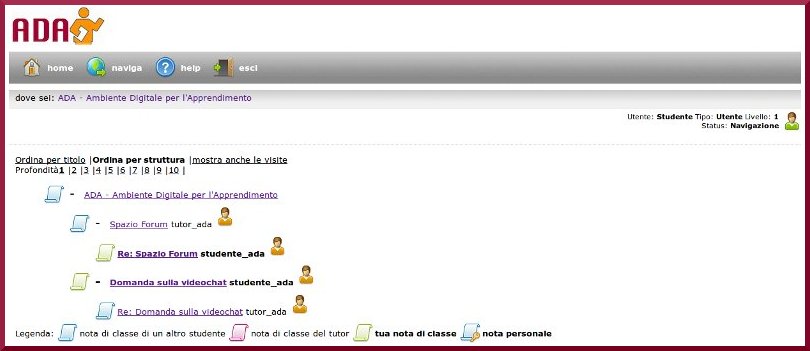 ADA
home naviga help esci
dove sei: ADA - Ambiente Digitale per l'Apprendimento
Utente: Studente Tipo: Utente Livello: 1
Status: Navigazione
Ordina per titolo |Ordina per struttura |mostra anche le visite
Profondità1 |2 |3 |4 |5 |6 |7 |8 |9 |10 |
- ADA - Ambiente Digitale per l'Apprendimento
- Spazio Forum tutor_ada
Re: Spazio Forum studente_ada
- Domanda sulla videochat studente_ada
Re: Domanda sulla videochat tutor_ada
Legenda: nota di classe di un altro studente nota di classe del tutor tua nota di classe nota personale